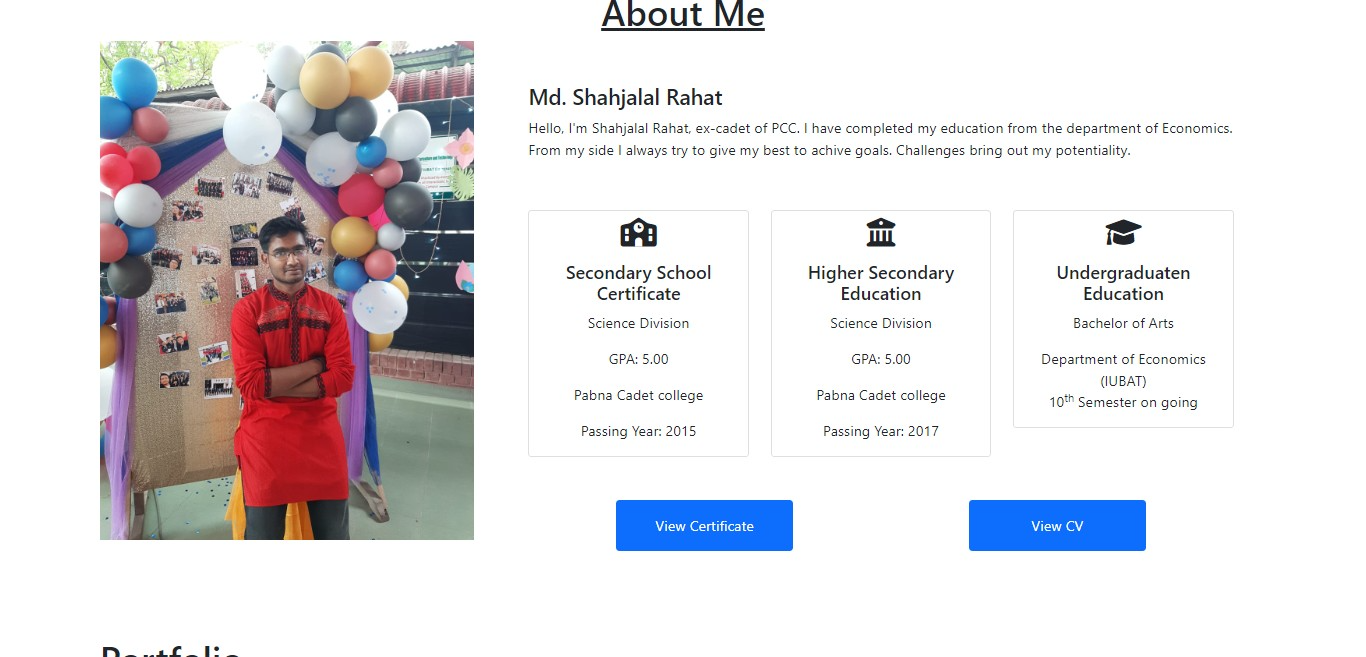 About Me
Md. Shahjalal Rahat
Hello, I'm Shahjalal Rahat, ex-cadet of PCC. I have completed my education from the department of Economics.
From my side I always try to give my best to achive goals. Challenges bring out my potentiality.
Secondary School
Certificate
Science Division
GPA: 5.00
Pabna Cadet college
Passing Year: 2015
Higher Secondary
Education
Science Division
GPA: 5.00
Pabna Cadet college
Passing Year: 2017
Undergraduaten
Education
Bachelor of Arts
Department of Economics
(IUBAT)
10th Semester on going
View Certificate
View CV
Portfolio